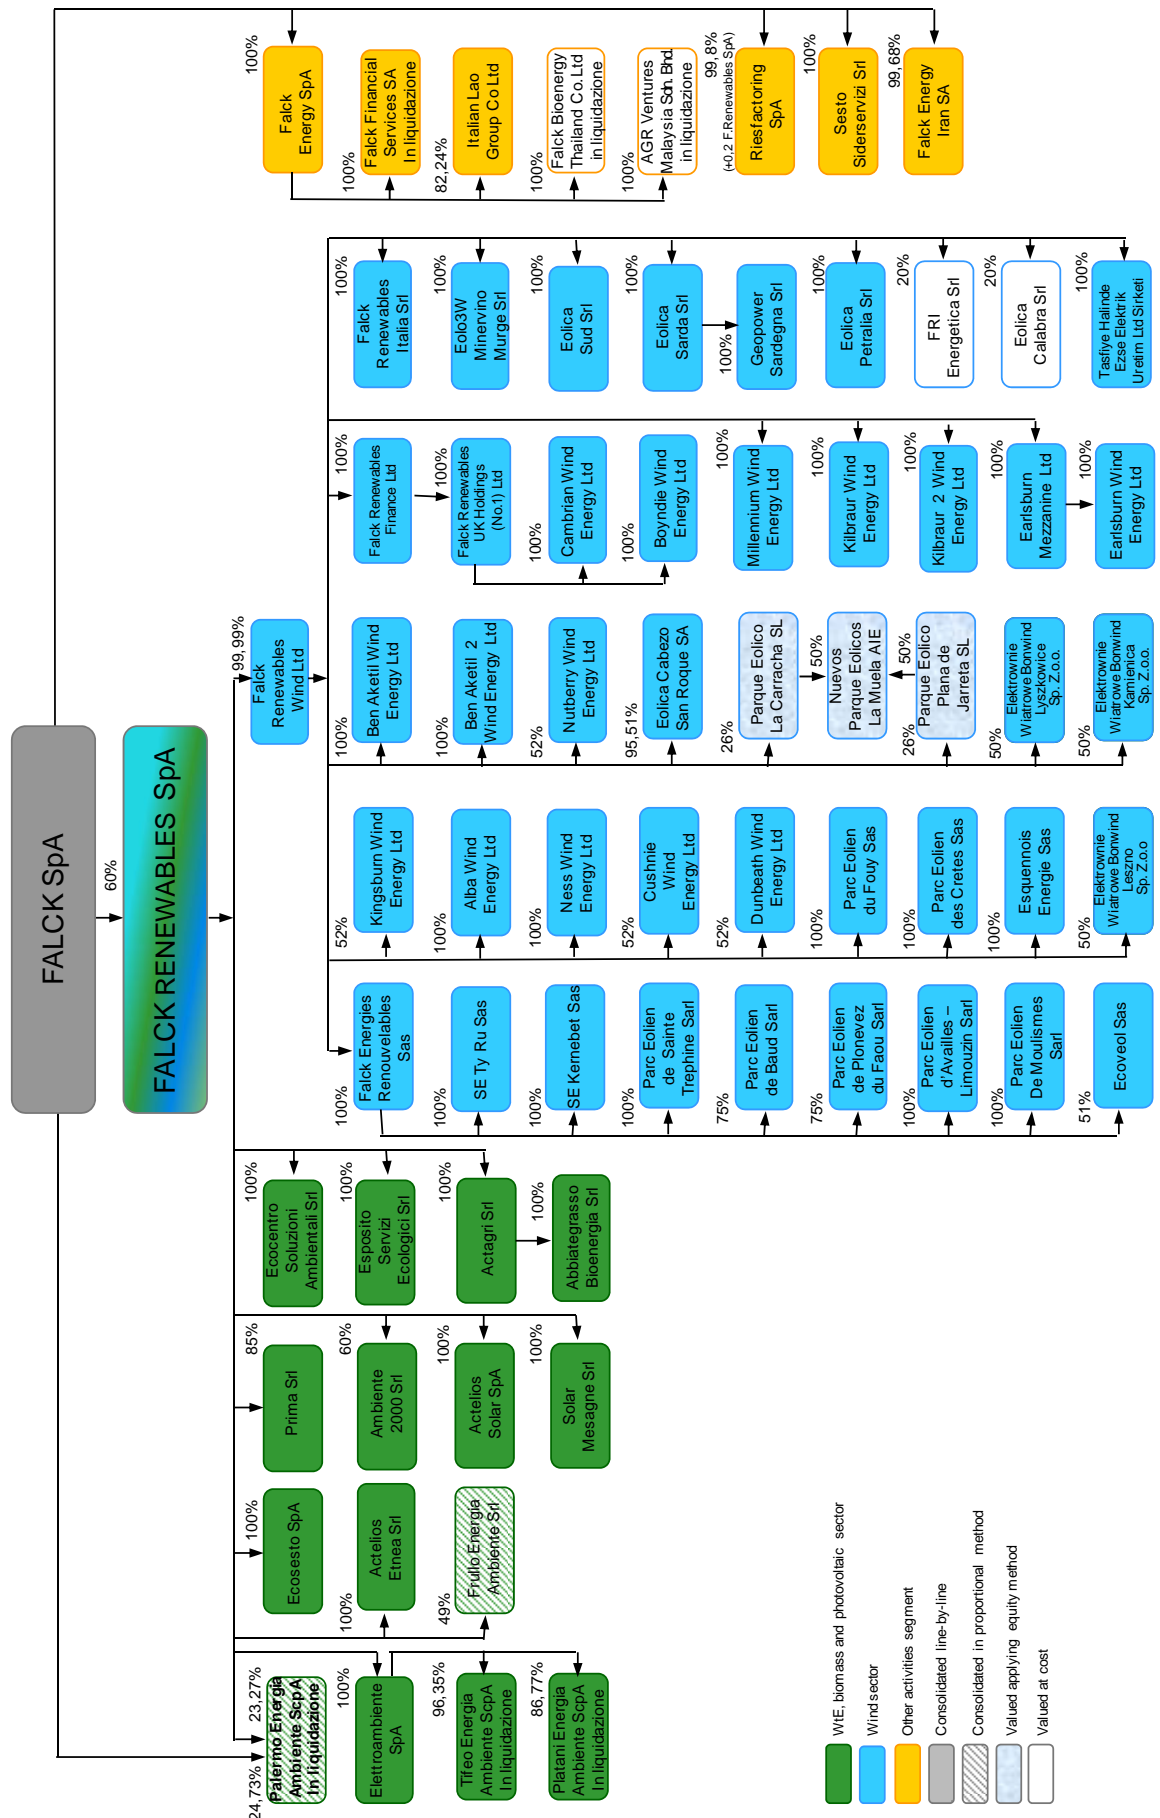 FALCK SpA
60%
FALCK RENEWABLES SpA
24,73%
23,27%
Palermo Energia
Ambiente ScpA
In liquidazione
100%
Elettroambiente
SpA
96,35%
Tifeo Energia
Ambiente ScpA
In liquidazione
86,77%
Platani Energia
Ambiente ScpA
In liquidazione
100%
Ecosesto SpA
100%
Actelios
Etnea Srl
49%
Frullo Energia
Ambiente Srl
85%
Prima Srl
60%
Ambiente
2000 Srl
100%
Actelios
Solar SpA
100%
Solar
Mesagne Srl
100%
Ecocentro
Soluzioni
Ambientali Srl
100%
Esposito
Servizi
Ecologici Srl
100%
Actagri Srl
100%
Abbiategrasso
Bioenergia Srl
99,99%
Falck
Renewables
Wind Ltd
100%
Falck Energies
Renouvelables
Sas
100%
SE Ty Ru Sas
100%
SE Kernebet Sas
100%
Parc Eolien
de Sainte
Trephine Sarl
75%
Parc Eolien
de Baud Sarl
75%
Parc Eolien
de Plonevez
du Faou Sarl
100%
Parc Eolien
d'Availles –
Limouzin Sarl
100%
Parc Eolien
De Moulismes
Sarl
51%
Ecoveol Sas
52%
Kingsburn Wind
Energy Ltd
100%
Alba Wind
Energy Ltd
100%
Ness Wind
Energy Ltd
52%
Cushnie
Wind
Energy Ltd
52%
Dunbeath Wind
Energy Ltd
100%
Parc Eolien
du Fouy Sas
100%
Parc Eolien
des Cretes Sas
100%
Esquennois
Energie Sas
50%
Elektrownie
Wiatrowe Bonwind
Leszno
Sp. Z.o.o
100%
Ben Aketil Wind
Energy Ltd
100%
Ben Aketil 2
Wind Energy Ltd
52%
Nutberry Wind
Energy Ltd
95,51%
Eolica Cabezo
San Roque SA
26%
Parque Eolico
La Carracha SL
50%
Nuevos
Parque Eolicos
La Muela AIE
50%
26%
Parque Eolico
Plana de
Jarreta SL
50%
Elektrownie
Wiatrowe Bonwind
Lyszkowice
Sp. Z.o.o.
50%
Elektrownie
Wiatrowe Bonwind
Kamienica
Sp. Z.o.o.
100%
Falck Renewables
Finance Ltd
100%
Falck Renewables
UK Holdings
(No.1) Ltd
100%
Cambrian Wind
Energy Ltd
100%
Boyndie Wind
Energy Ltd
100%
Millennium Wind
Energy Ltd
100%
Kilbraur Wind
Energy Ltd
100%
Kilbraur 2 Wind
Energy Ltd
100%
Earlsburn
Mezzanine Ltd
100%
Earlsburn Wind
Energy Ltd
100%
Falck
Renewables
Italia Srl
100%
Eolo3W
Minervino
Murge Srl
100%
Eolica
Sud Srl
100%
Eolica
Sarda Srl
100%
Geopower
Sardegna Srl
100%
Eolica
Petralia Srl
20%
FRI
Energetica Srl
20%
Eolica
Calabra Srl
100%
Tasfiye Halinde
Ezse Elektrik
Uretim Ltd Sirketi
100%
Falck
Energy SpA
100%
Falck Financial
Services SA
In liquidazione
82,24%
Italian Lao
Group Co Ltd
100%
Falck Bioenergy
Thailand Co. Ltd
in liquidazione
100%
AGR Ventures
Malaysia Sdn. Bhd.
in liquidazione
99,8%
(+0,2 F.Renewables SpA)
Riesfactoring
SpA
100%
Sesto
Siderservizi Srl
99,68%
Falck Energy
Iran SA
WtE, biomass and photovoltaic sector
Wind sector
Other activities segment
Consolidated line-by-line
Consolidated in proportional method
Valued applying equity method
Valued at cost